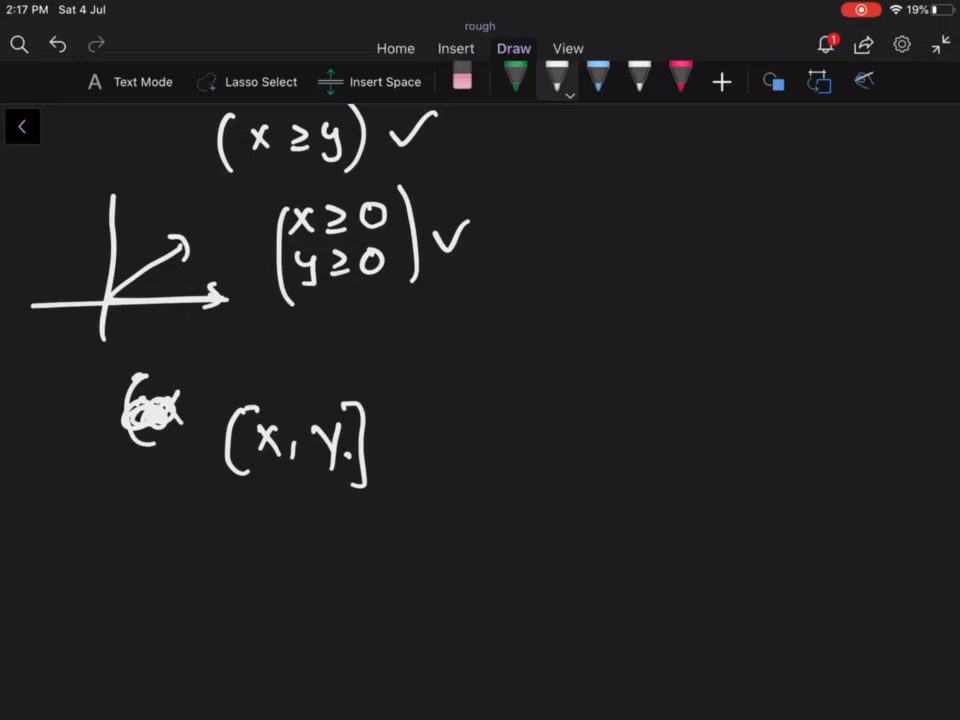 2:17 PM Sat 4 Jul 19%
rough
Home Insert Draw View
1
A Text Mode Lasso Select Insert Space
(x ≥ y) ✓
(x ≥ 0
y ≥ 0) ✓
[x, y.]